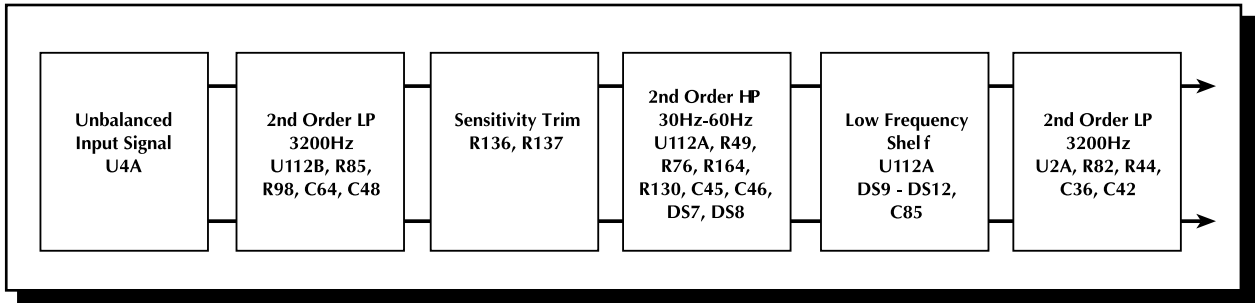 Unbalanced
Input Signal
U4A
2nd Order LP
3200Hz
U112B, R85,
R98, C64, C48
Sensitivity Trim
R136, R137
2nd Order HP
30Hz-60Hz
U112A, R49,
R76, R164,
R130, C45, C46,
DS7, DS8
Low Frequency
Shelf
U112A
DS9 - DS12,
C85
2nd Order LP
3200Hz
U2A, R82, R44,
C36, C42